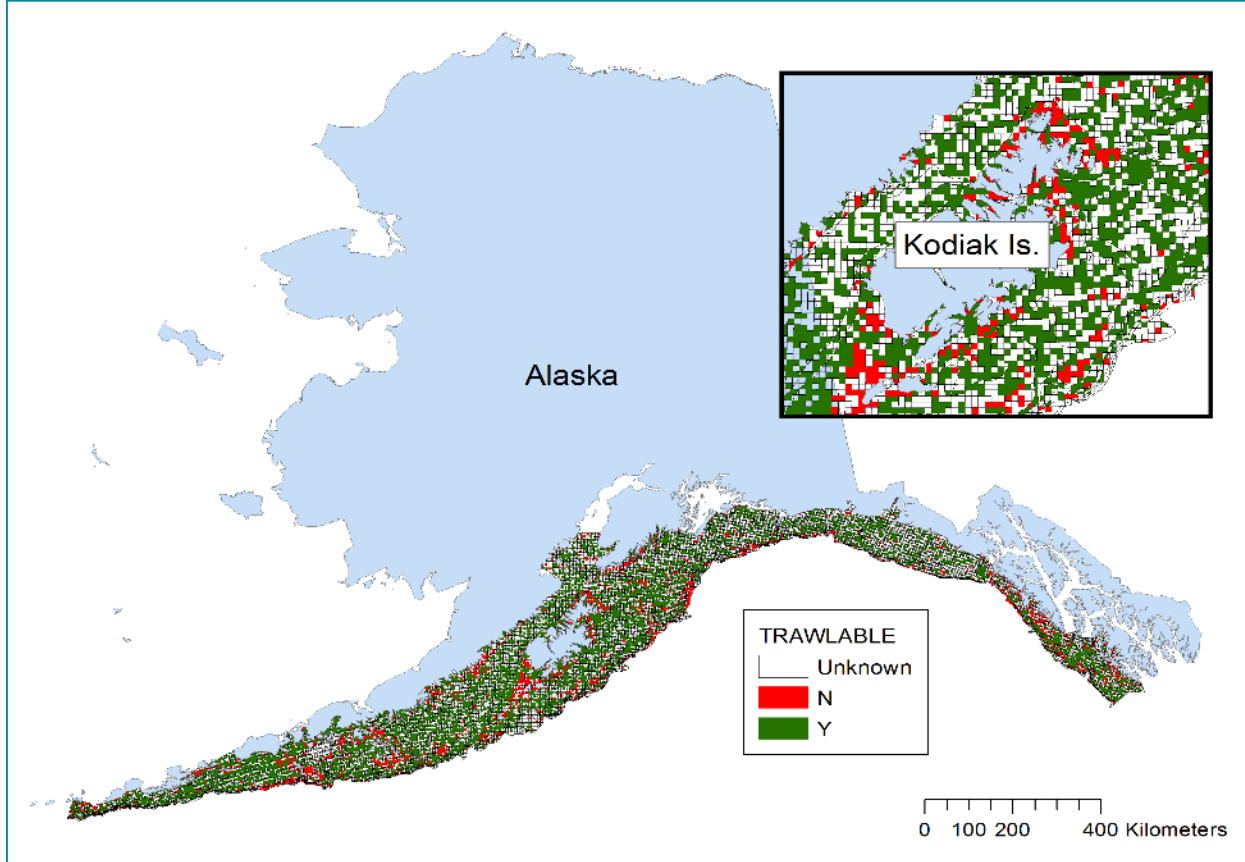 Kodiak Is.
Alaska
TRAWLABLE
Unknown
N
Y
0 100 200 400 Kilometers